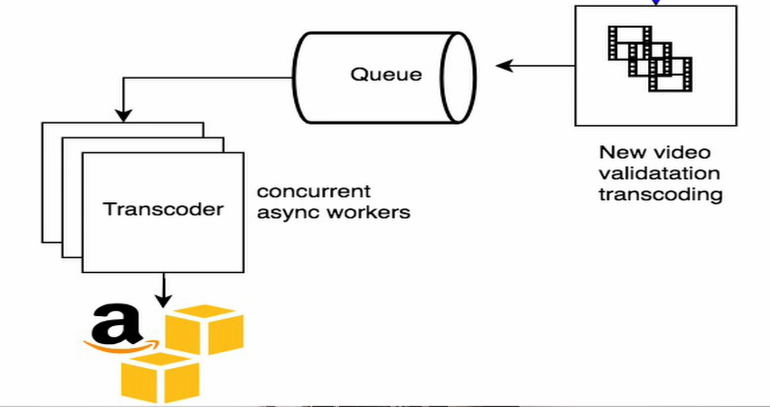 Queue
New video
validatation
transcoding
Transcoder
concurrent
async workers
a